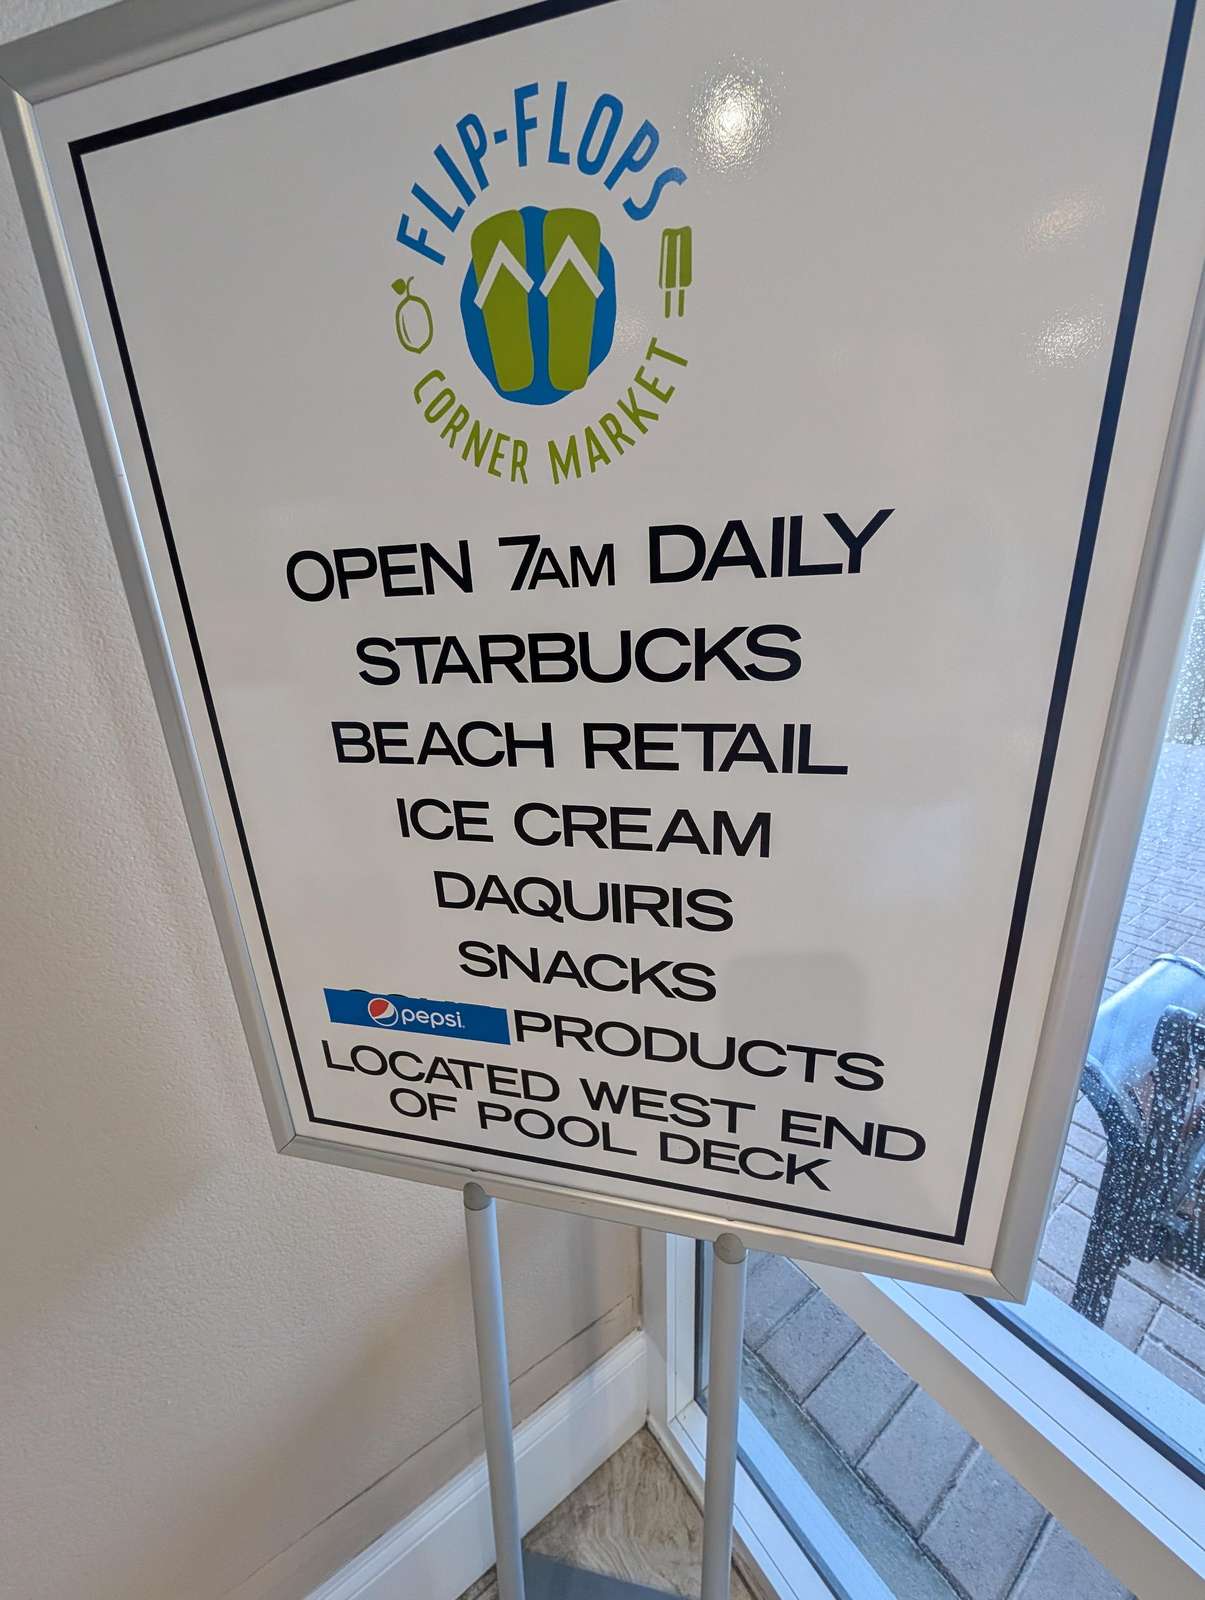 FLIP-FLOPS
CORNER MARKET
OPEN 7AM DAILY
STARBUCKS
BEACH RETAIL
ICE CREAM
DAQUIRIS
SNACKS
pepsi. PRODUCTS
LOCATED WEST END
OF POOL DECK